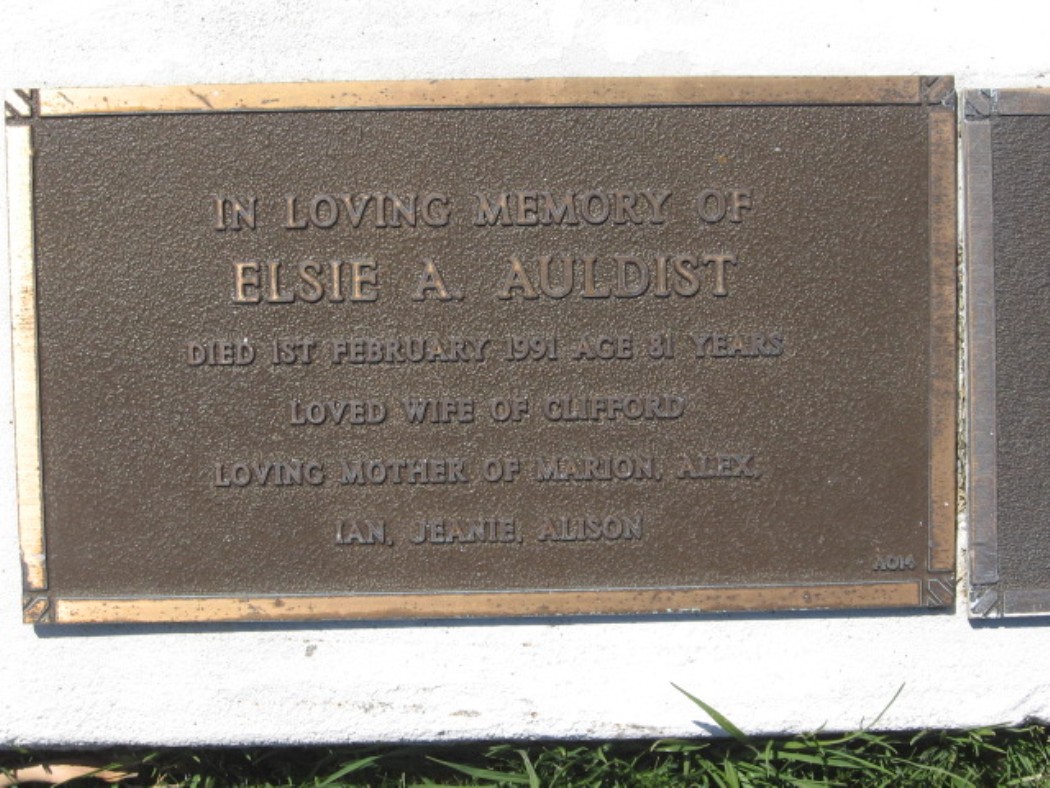 IN LOVING MEMORY OF
ELSIE A. AULDIST
DIED 1ST FEBRUARY 1991 AGE 81 YEARS
LOVED WIFE OF CLIFFORD
LOVING MOTHER OF MARION, ALEX,
IAN, JEANIE, ALISON
AO14